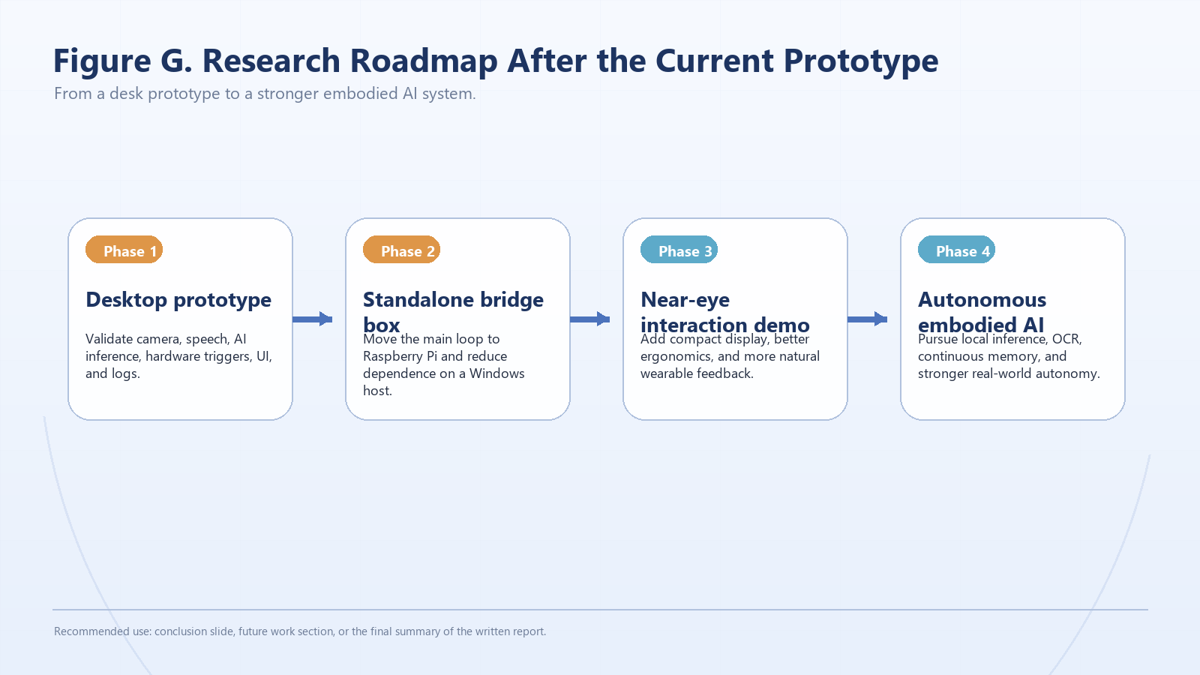 Figure G. Research Roadmap After the Current Prototype
From a desk prototype to a stronger embodied AI system.
Phase 1
Desktop prototype
Validate camera, speech, AI
inference, hardware triggers, UI,
and logs.
Phase 2
Standalone bridge
box
Move the main loop to
Raspberry Pi and reduce
dependence on a Windows
host.
Phase 3
Near-eye
interaction demo
Add compact display, better
ergonomics, and more natural
wearable feedback.
Phase 4
Autonomous
embodied AI
Pursue local inference, OCR,
continuous memory, and
stronger real-world autonomy.
Recommended use: conclusion slide, future work section, or the final summary of the written report.